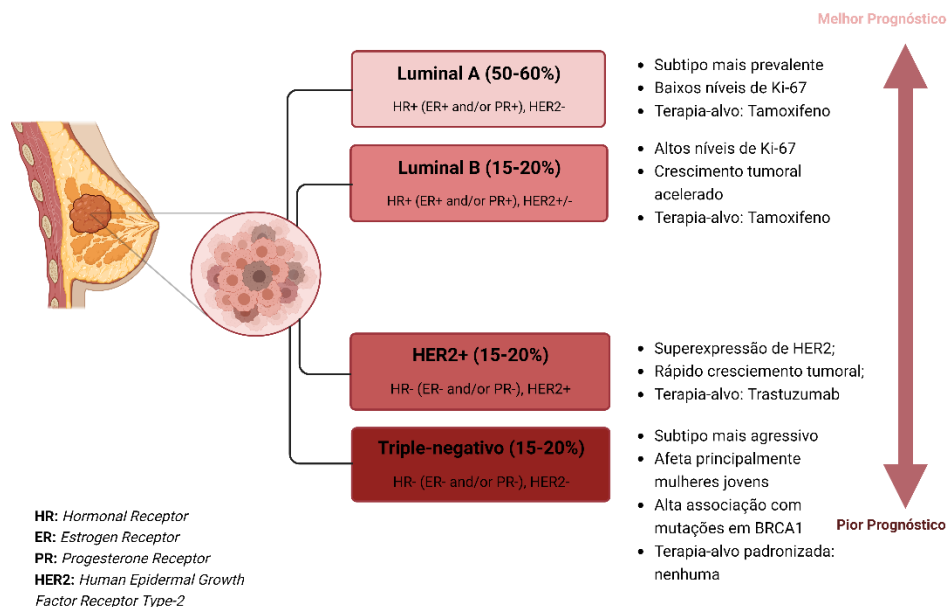 Melhor Prognóstico
Luminal A (50-60%)
HR+ (ER+ and/or PR+), HER2-
• Subtipo mais prevalente
• Baixos níveis de Ki-67
• Terapia-alvo: Tamoxifeno
Luminal B (15-20%)
HR+ (ER+ and/or PR+), HER2+/-
• Altos níveis de Ki-67
• Crescimento tumoral
acelerado
• Terapia-alvo: Tamoxifeno
HER2+ (15-20%)
HR- (ER- and/or PR-), HER2+
• Superexpressão de HER2;
• Rápido cresciemento tumoral;
• Terapia-alvo: Trastuzumab
Triple-negativo (15-20%)
HR- (ER- and/or PR-), HER2-
• Subtipo mais agressivo
• Afeta principalmente
mulheres jovens
• Alta associação com
mutações em BRCA1
• Terapia-alvo padronizada:
nenhuma
Pior Prognóstico
HR: Hormonal Receptor
ER: Estrogen Receptor
PR: Progesterone Receptor
HER2: Human Epidermal Growth
Factor Receptor Type-2